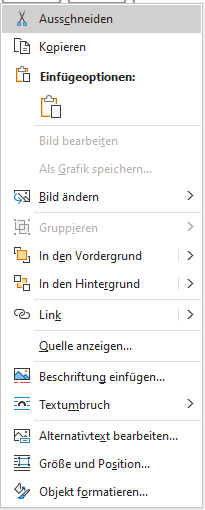 Ausschneiden
Kopieren
Einfügeoptionen:
Bild bearbeiten
Als Grafik speichern...
Bild ändern
Gruppieren
In den Vordergrund
In den Hintergrund
Link
Quelle anzeigen...
Beschriftung einfügen...
Textumbruch
Alternativtext bearbeiten...
Größe und Position...
Objekt formatieren...